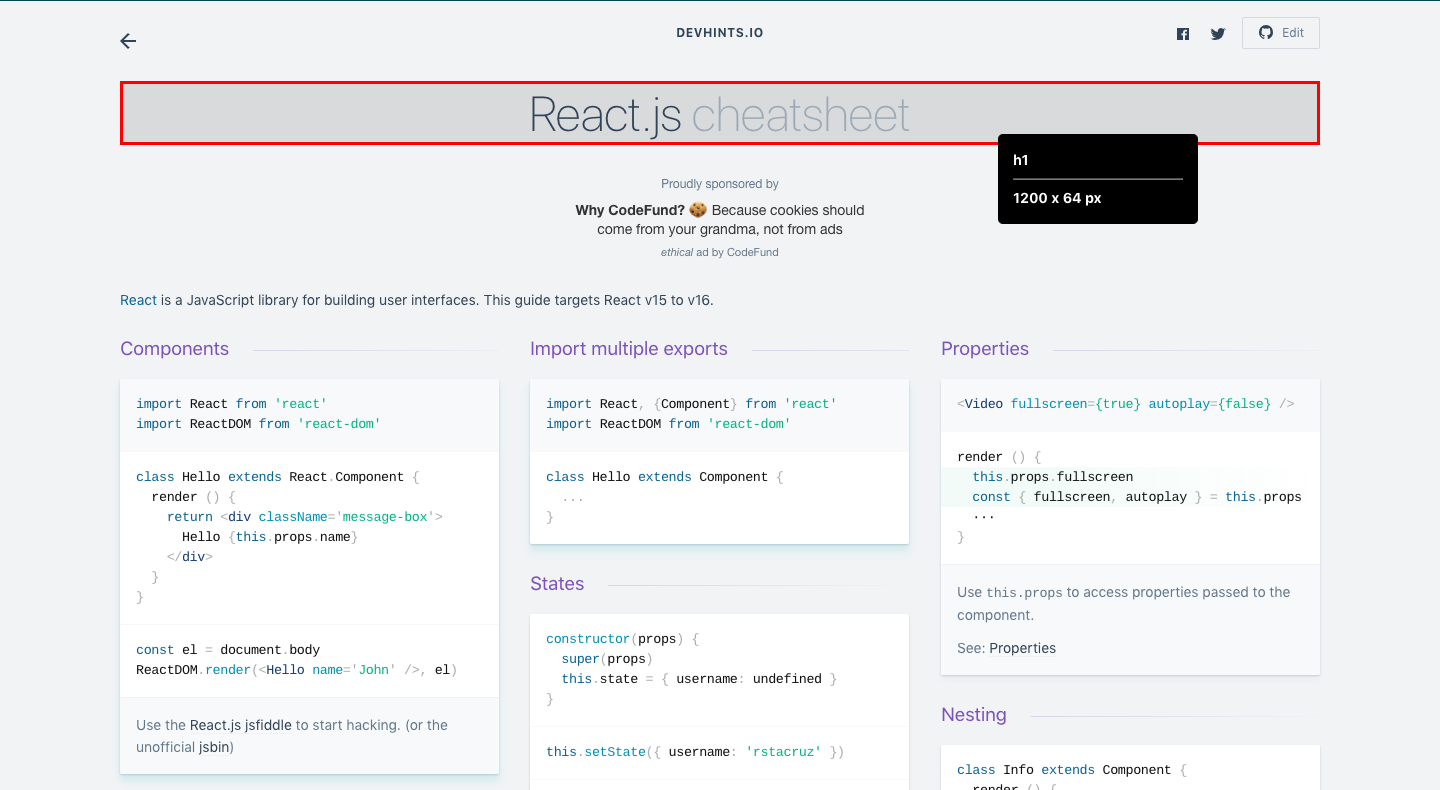 DEVHINTS.IO
Edit
React.js cheatsheet
h1
1200 x 64 px
Proudly sponsored by
Why CodeFund? 🍪 Because cookies should
come from your grandma, not from ads
ethical ad by CodeFund
React is a JavaScript library for building user interfaces. This guide targets React v15 to v16.
Components
import React from 'react'
import ReactDOM from 'react-dom'
class Hello extends React.Component {
  render () {
    return <div className='message-box'>
      Hello {this.props.name}
    </div>
  }
}
const el = document.body
ReactDOM.render(<Hello name='John' />, el)
Use the React.js jsfiddle to start hacking. (or the
unofficial jsbin)
Import multiple exports
import React, {Component} from 'react'
import ReactDOM from 'react-dom'
class Hello extends Component {
  ...
}
States
constructor(props) {
  super(props)
  this.state = { username: undefined }
}
this.setState({ username: 'rstacruz' })
Properties
<Video fullscreen={true} autoplay={false} />
render () {
  this.props.fullscreen
  const { fullscreen, autoplay } = this.props
  ...
}
Use this.props to access properties passed to the
component.
See: Properties
Nesting
class Info extends Component {
  render () {